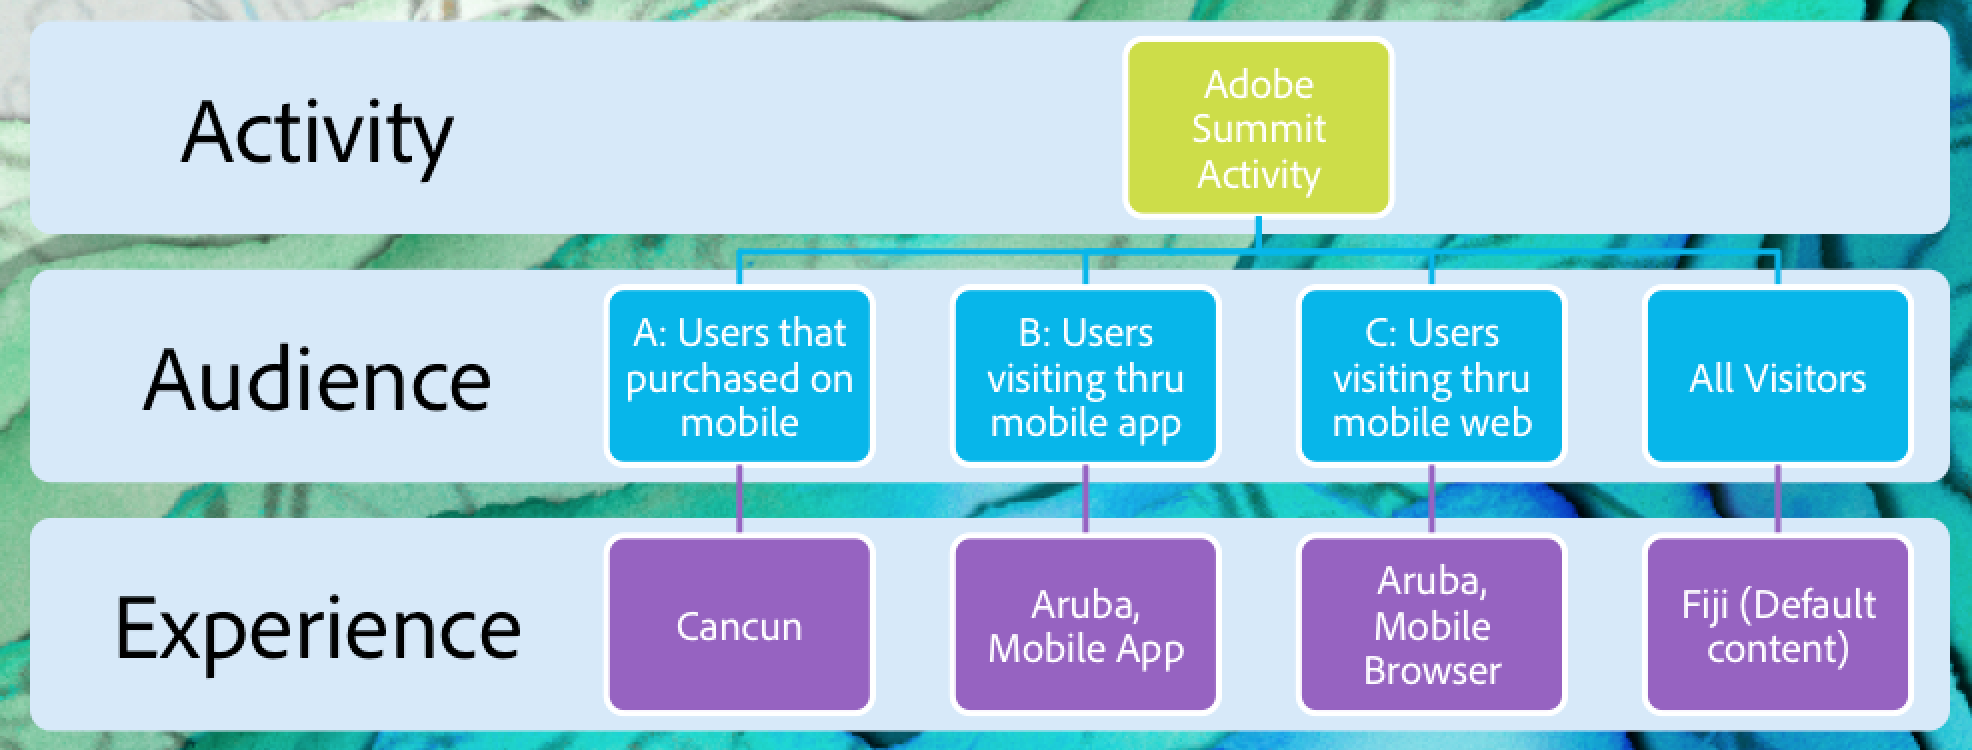 Activity
Adobe
Summit
Activity
Audience
A: Users that
purchased on
mobile
B: Users
visiting thru
mobile app
C: Users
visiting thru
mobile web
All Visitors
Experience
Cancun
Aruba,
Mobile App
Aruba,
Mobile
Browser
Fiji (Default
content)